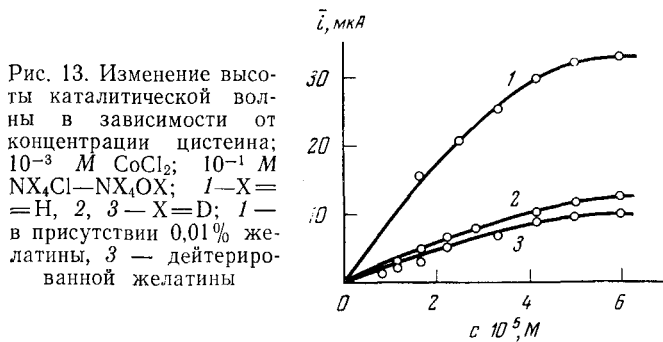 Рис. 13. Изменение высо-
ты каталитической вол-
ны в зависимости от
концентрации цистеина;
10⁻³ M CoCl₂; 10⁻¹ M
NX₄Cl—NX₄OX; 1—X=
=H, 2, 3—X=D; 1—
в присутствии 0,01% же-
латины, 3 — дейтериро-
ванной желатины
i̅, мкА
30
20
10
1
2
3
0
2
4
6
c 10⁵, M